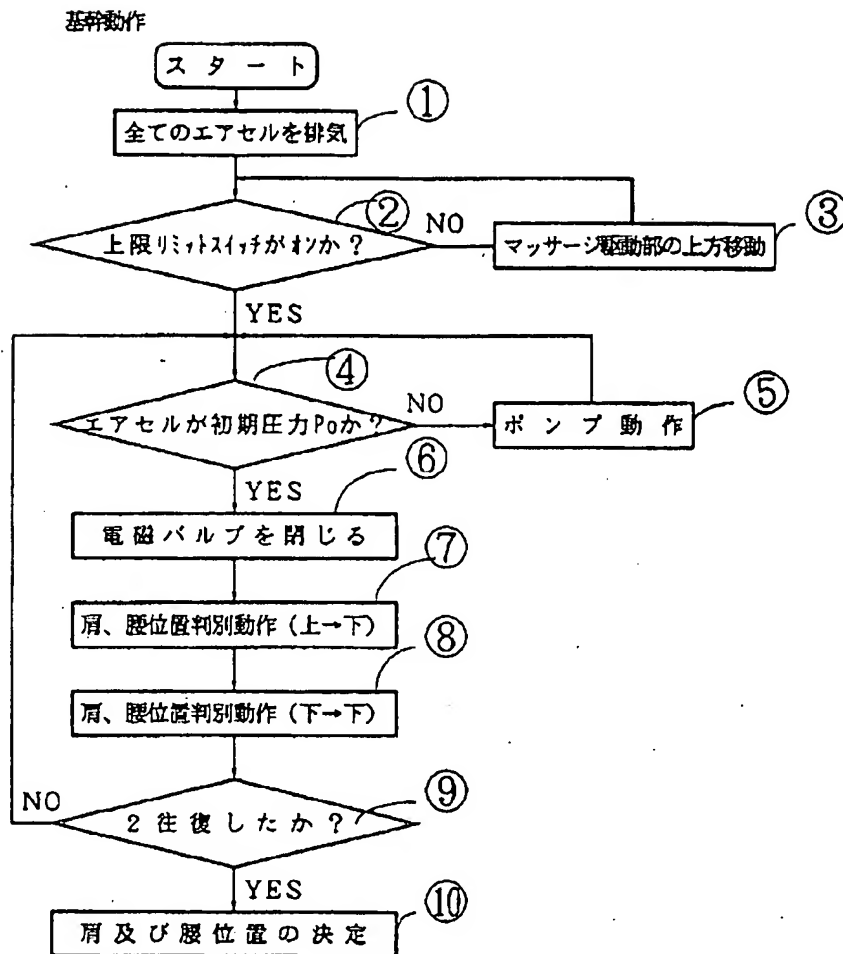 基幹動作
スタート
①
全てのエアセルを排気
②
上限リミットスイッチがオンか？
NO
③
マッサージ駆動部の上方移動
YES
④
エアセルが初期圧力Poか？
NO
⑤
ポンプ動作
YES
⑥
電磁バルブを閉じる
⑦
肩、腰位置判別動作（上→下）
⑧
肩、腰位置判別動作（下→下）
⑨
2往復したか？
NO
YES
⑩
肩及び腰位置の決定